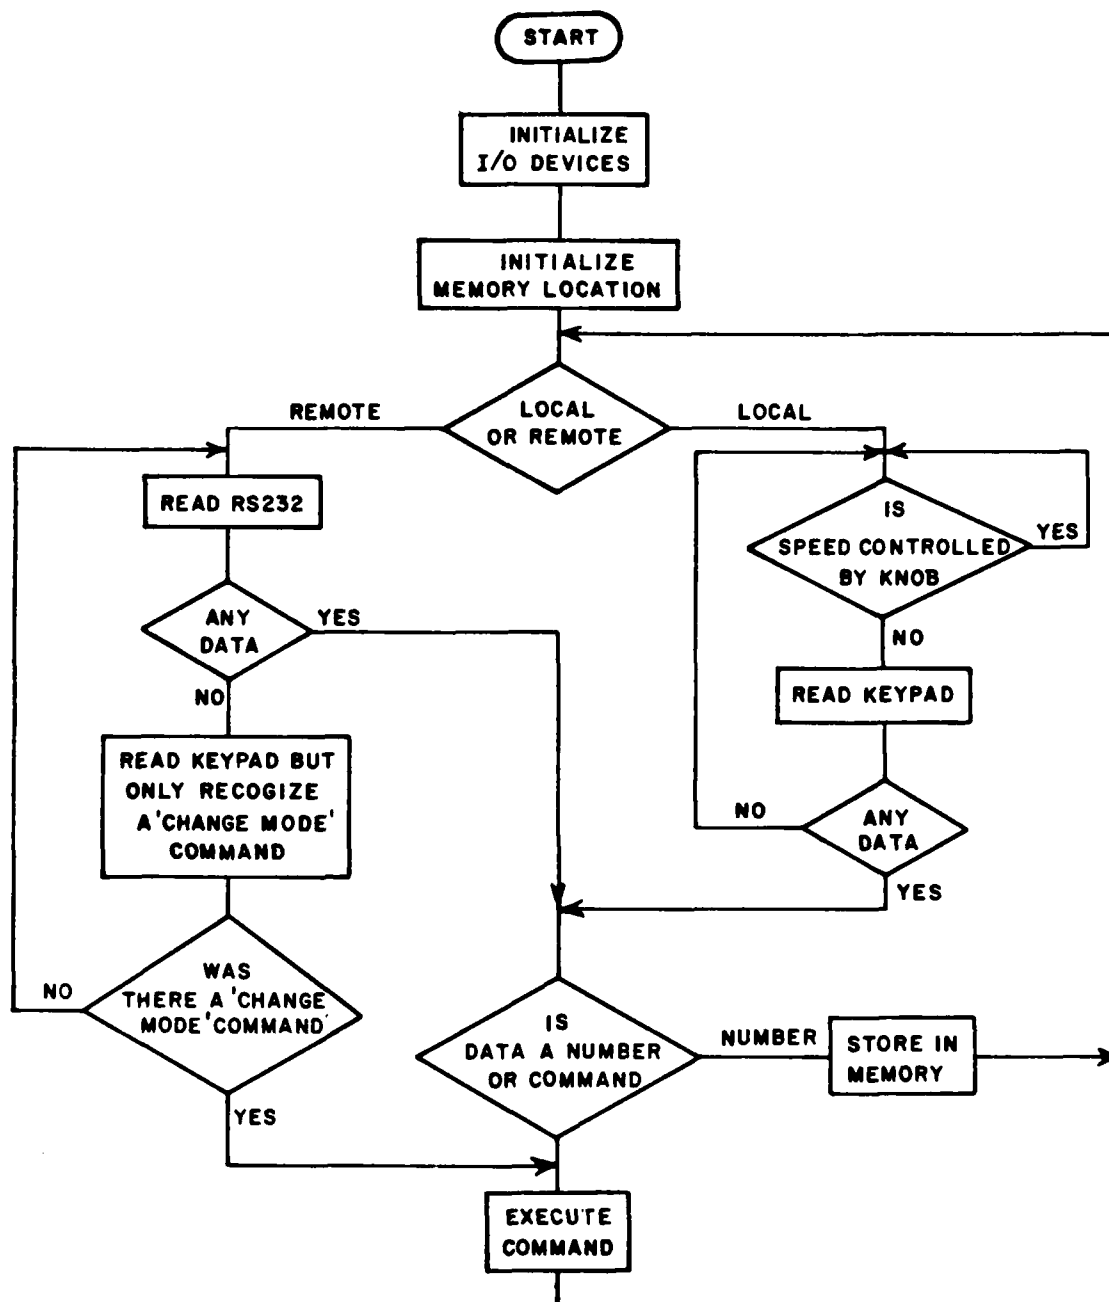 START
INITIALIZE
I/O DEVICES
INITIALIZE
MEMORY LOCATION
LOCAL
OR REMOTE
REMOTE
LOCAL
READ RS232
IS
SPEED CONTROLLED
BY KNOB
YES
ANY
DATA
YES
NO
NO
READ KEYPAD
READ KEYPAD BUT
ONLY RECOGIZE
A'CHANGE MODE'
COMMAND
ANY
DATA
NO
YES
WAS
THERE A'CHANGE
MODE'COMMAND'
NO
YES
IS
DATA A NUMBER
OR COMMAND
NUMBER
STORE IN
MEMORY
EXECUTE
COMMAND